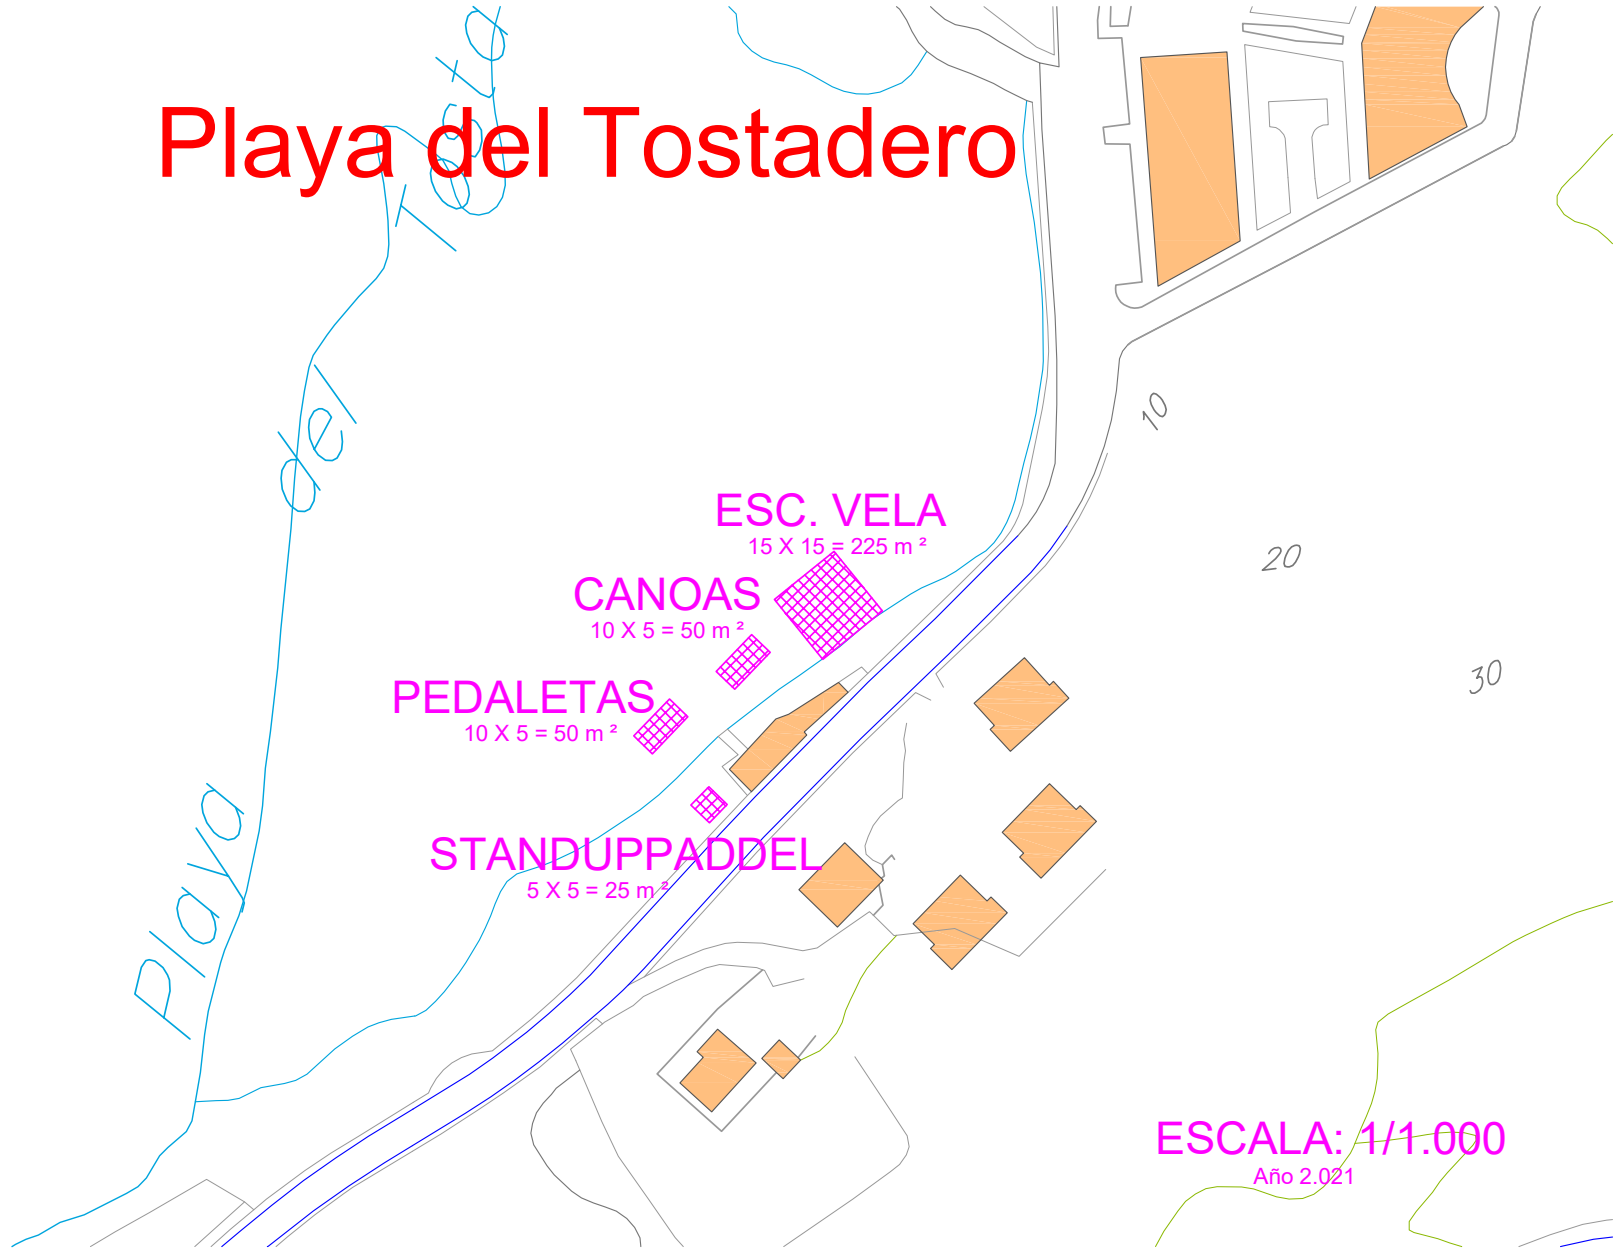 Playa del Tostadero
Playa del Tosta
10
ESC. VELA
15 X 15 = 225 m ²
20
CANOAS
10 X 5 = 50 m ²
30
PEDALETAS
10 X 5 = 50 m ²
STANDUPPADDEL
5 X 5 = 25 m ²
ESCALA: 1/1.000
Año 2.021